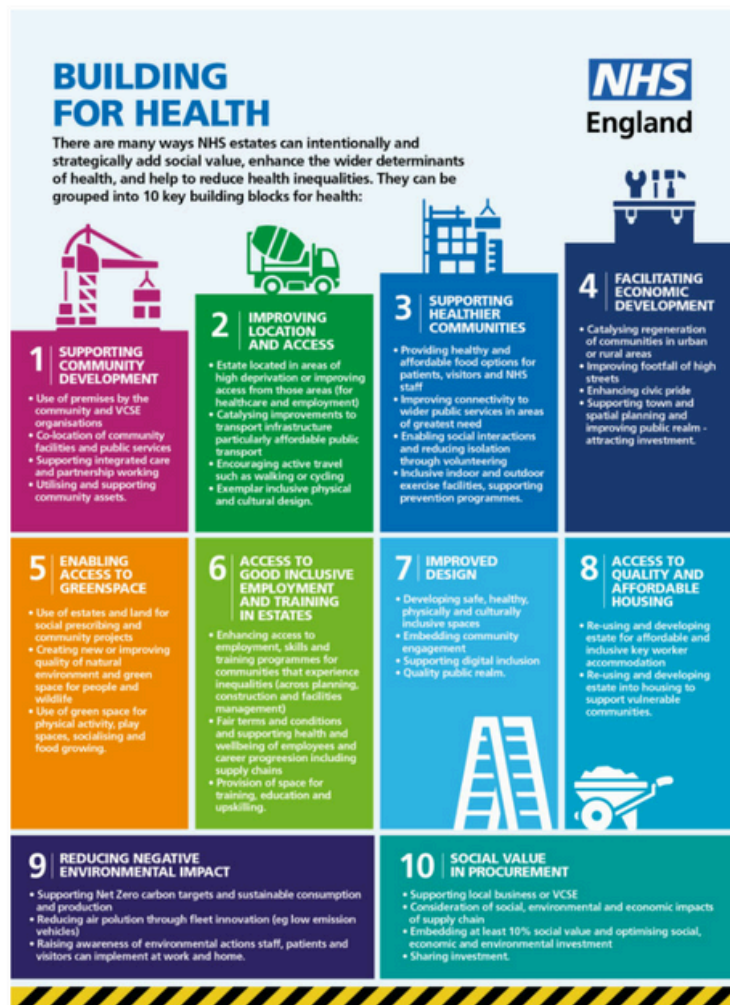 BUILDING
FOR HEALTH
NHS
England
There are many ways NHS estates can intentionally and
strategically add social value, enhance the wider determinants
of health, and help to reduce health inequalities. They can be
grouped into 10 key building blocks for health:
1 SUPPORTING
COMMUNITY
DEVELOPMENT
• Use of premises by the
community and VCSE
organisations
• Co-location of community
facilities and public services
• Supporting integrated care
and partnership working
• Utilising and supporting
community assets.
2 IMPROVING
LOCATION
AND ACCESS
• Estate located in areas of
high deprivation or improving
access from those areas (for
healthcare and employment)
• Catalysing improvements to
transport infrastructure
particularly affordable public
transport
• Encouraging active travel
such as walking or cycling
• Exemplar inclusive physical
and cultural design.
3 SUPPORTING
HEALTHIER
COMMUNITIES
• Providing healthy and
affordable food options for
patients, visitors and NHS
staff
• Improving connectivity to
wider public services in areas
of greatest need
• Enabling social interactions
and reducing isolation
through volunteering
• Inclusive indoor and outdoor
exercise facilities, supporting
prevention programmes.
4 FACILITATING
ECONOMIC
DEVELOPMENT
• Catalysing regeneration
of communities in urban
or rural areas
• Improving footfall of high
streets
• Enhancing civic pride
• Supporting town and
spatial planning and
improving public realm -
attracting investment.
5 ENABLING
ACCESS TO
GREENSPACE
• Use of estates and land for
social prescribing and
community projects
• Creating new or improving
quality of natural
environment and green
space for people and
wildlife
• Use of green space for
physical activity, play
spaces, socialising and
food growing.
6 ACCESS TO
GOOD INCLUSIVE
EMPLOYMENT
AND TRAINING
IN ESTATES
• Enhancing access to
employment, skills and
training programmes for
communities that experience
inequalities (across planning,
construction and facilities
management)
• Fair terms and conditions
and supporting health and
wellbeing of employees and
career progreesion including
supply chains
• Provision of space for
training, education and
upskilling.
7 IMPROVED
DESIGN
• Developing safe, healthy,
physically and culturally
inclusive spaces
• Embedding community
engagement
• Supporting digital inclusion
• Quality public realm.
8 ACCESS TO
QUALITY AND
AFFORDABLE
HOUSING
• Re-using and developing
estate for affordable and
inclusive key worker
accommodation
• Re-using and developing
estate into housing to
support vulnerable
communities.
9 REDUCING NEGATIVE
ENVIRONMENTAL IMPACT
• Supporting Net Zero carbon targets and sustainable consumption
and production
• Reducing air polution through fleet innovation (eg low emission
vehicles)
• Raising awareness of environmental actions staff, patients and
visitors can implement at work and home.
10 SOCIAL VALUE
IN PROCUREMENT
• Supporting local business or VCSE
• Consideration of social, environmental and economic impacts
of supply chain
• Embedding at least 10% social value and optimising social,
economic and environmental investment
• Sharing investment.